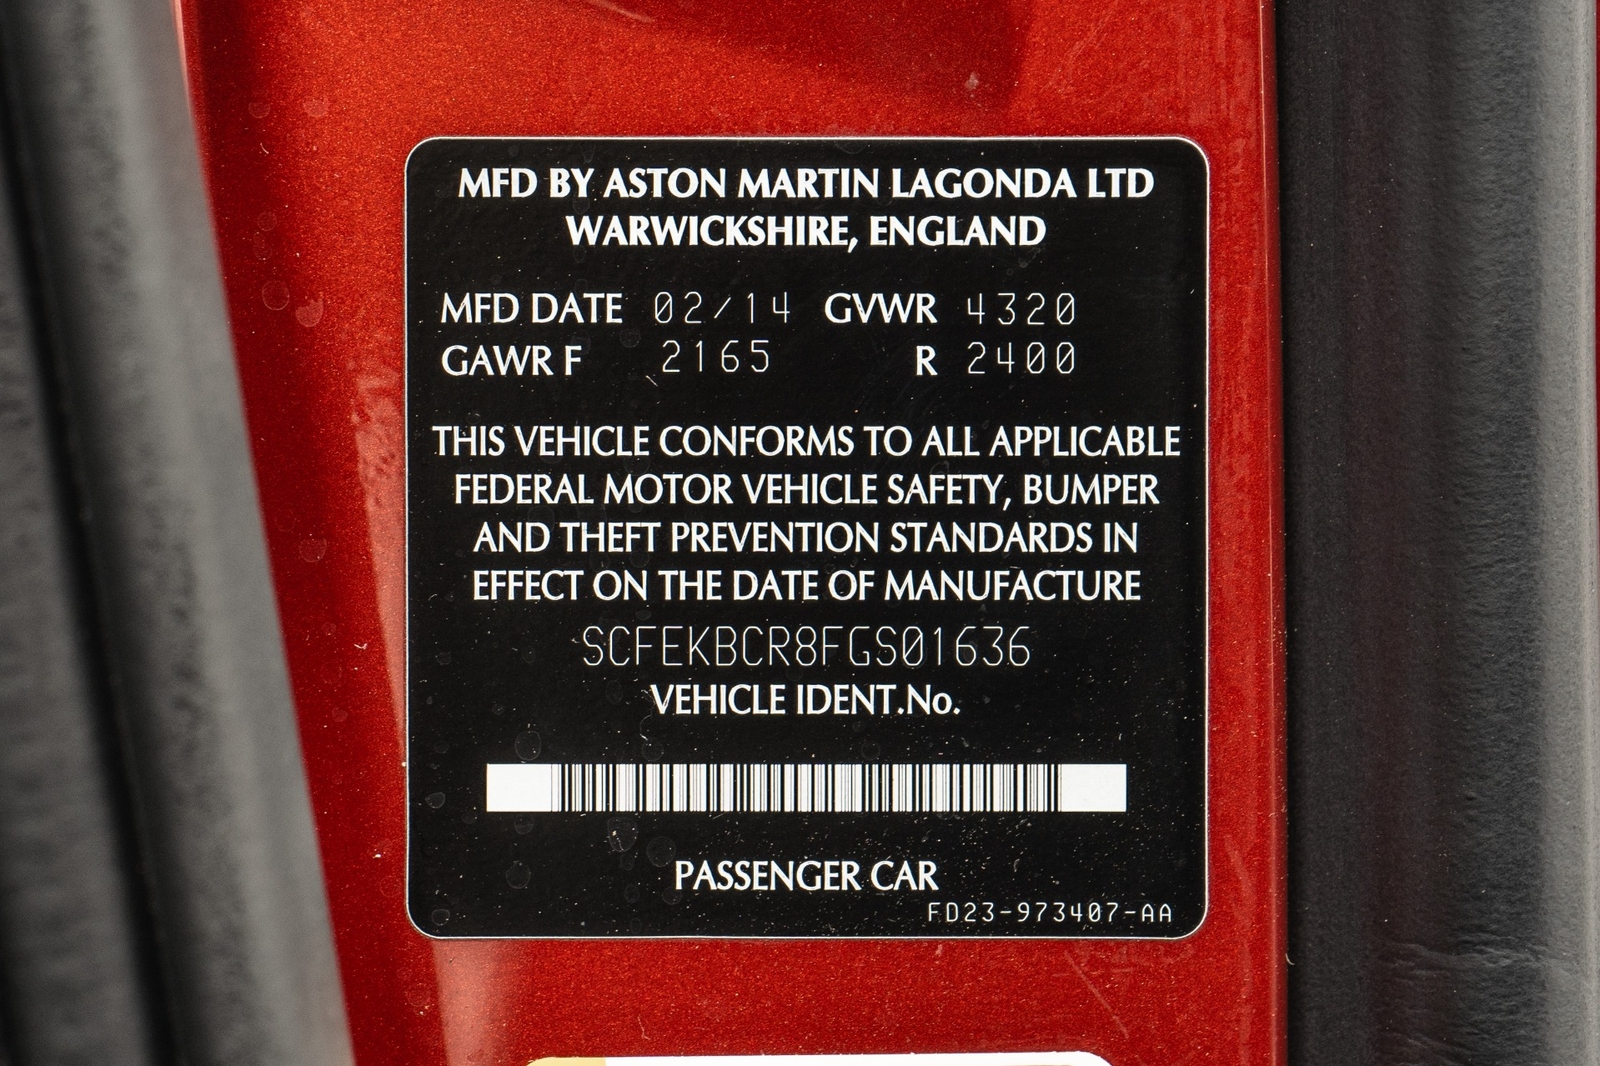 MFD BY ASTON MARTIN LAGONDA LTD
WARWICKSHIRE, ENGLAND
MFD DATE 02/14 GVWR 4320
GAWR F 2165 R 2400
THIS VEHICLE CONFORMS TO ALL APPLICABLE
FEDERAL MOTOR VEHICLE SAFETY, BUMPER
AND THEFT PREVENTION STANDARDS IN
EFFECT ON THE DATE OF MANUFACTURE
SCFEKBCR8FGS01636
VEHICLE IDENT.No.
PASSENGER CAR
FD23-973407-AA